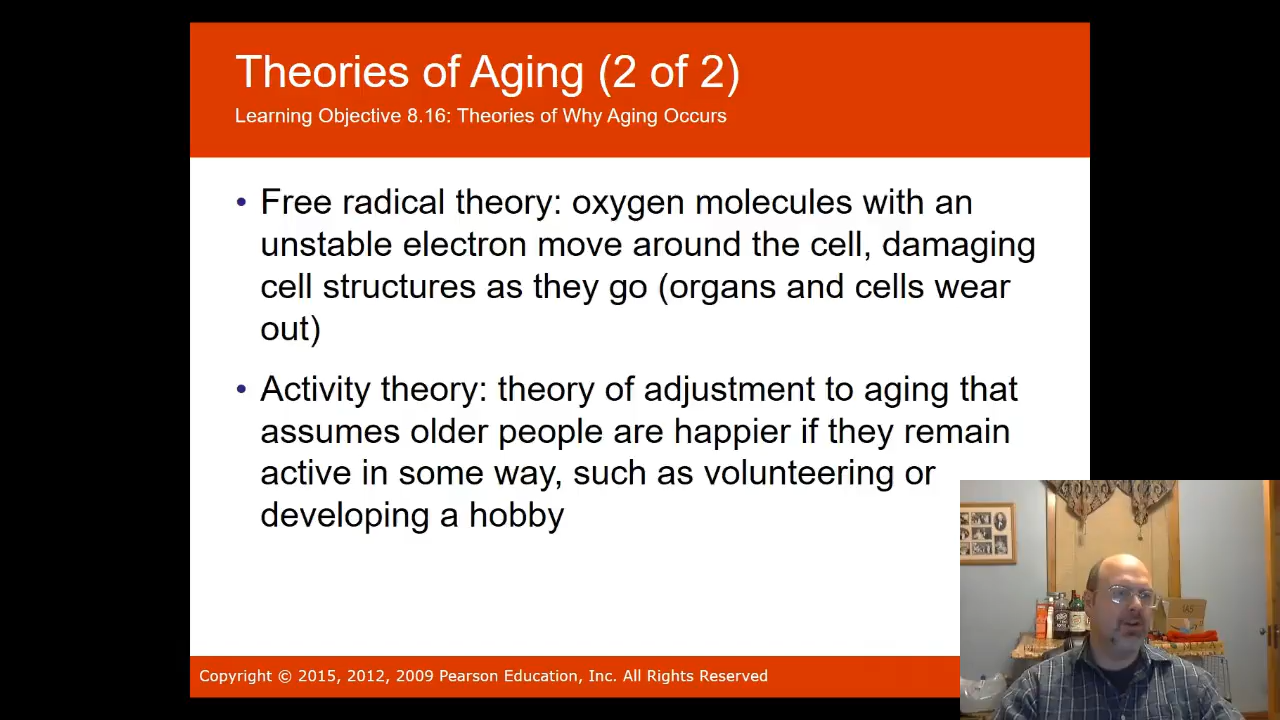 Theories of Aging (2 of 2)
Learning Objective 8.16: Theories of Why Aging Occurs
• Free radical theory: oxygen molecules with an
unstable electron move around the cell, damaging
cell structures as they go (organs and cells wear
out)
• Activity theory: theory of adjustment to aging that
assumes older people are happier if they remain
active in some way, such as volunteering or
developing a hobby
Copyright © 2015, 2012, 2009 Pearson Education, Inc. All Rights Reserved